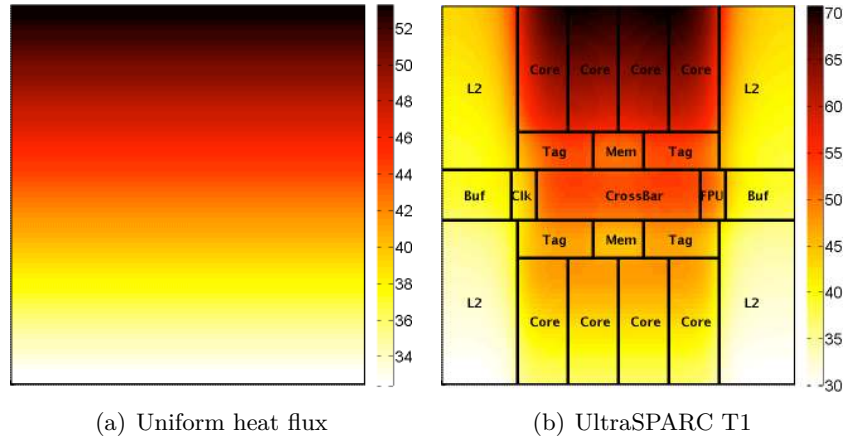 52
50
48
46
44
42
40
38
36
34
L2
Core
Core
Core
Core
L2
Tag
Mem
Tag
Buf
Clk
CrossBar
FPU
Buf
Tag
Mem
Tag
L2
Core
Core
Core
Core
L2
70
65
60
55
50
45
40
35
30
(a) Uniform heat flux
(b) UltraSPARC T1